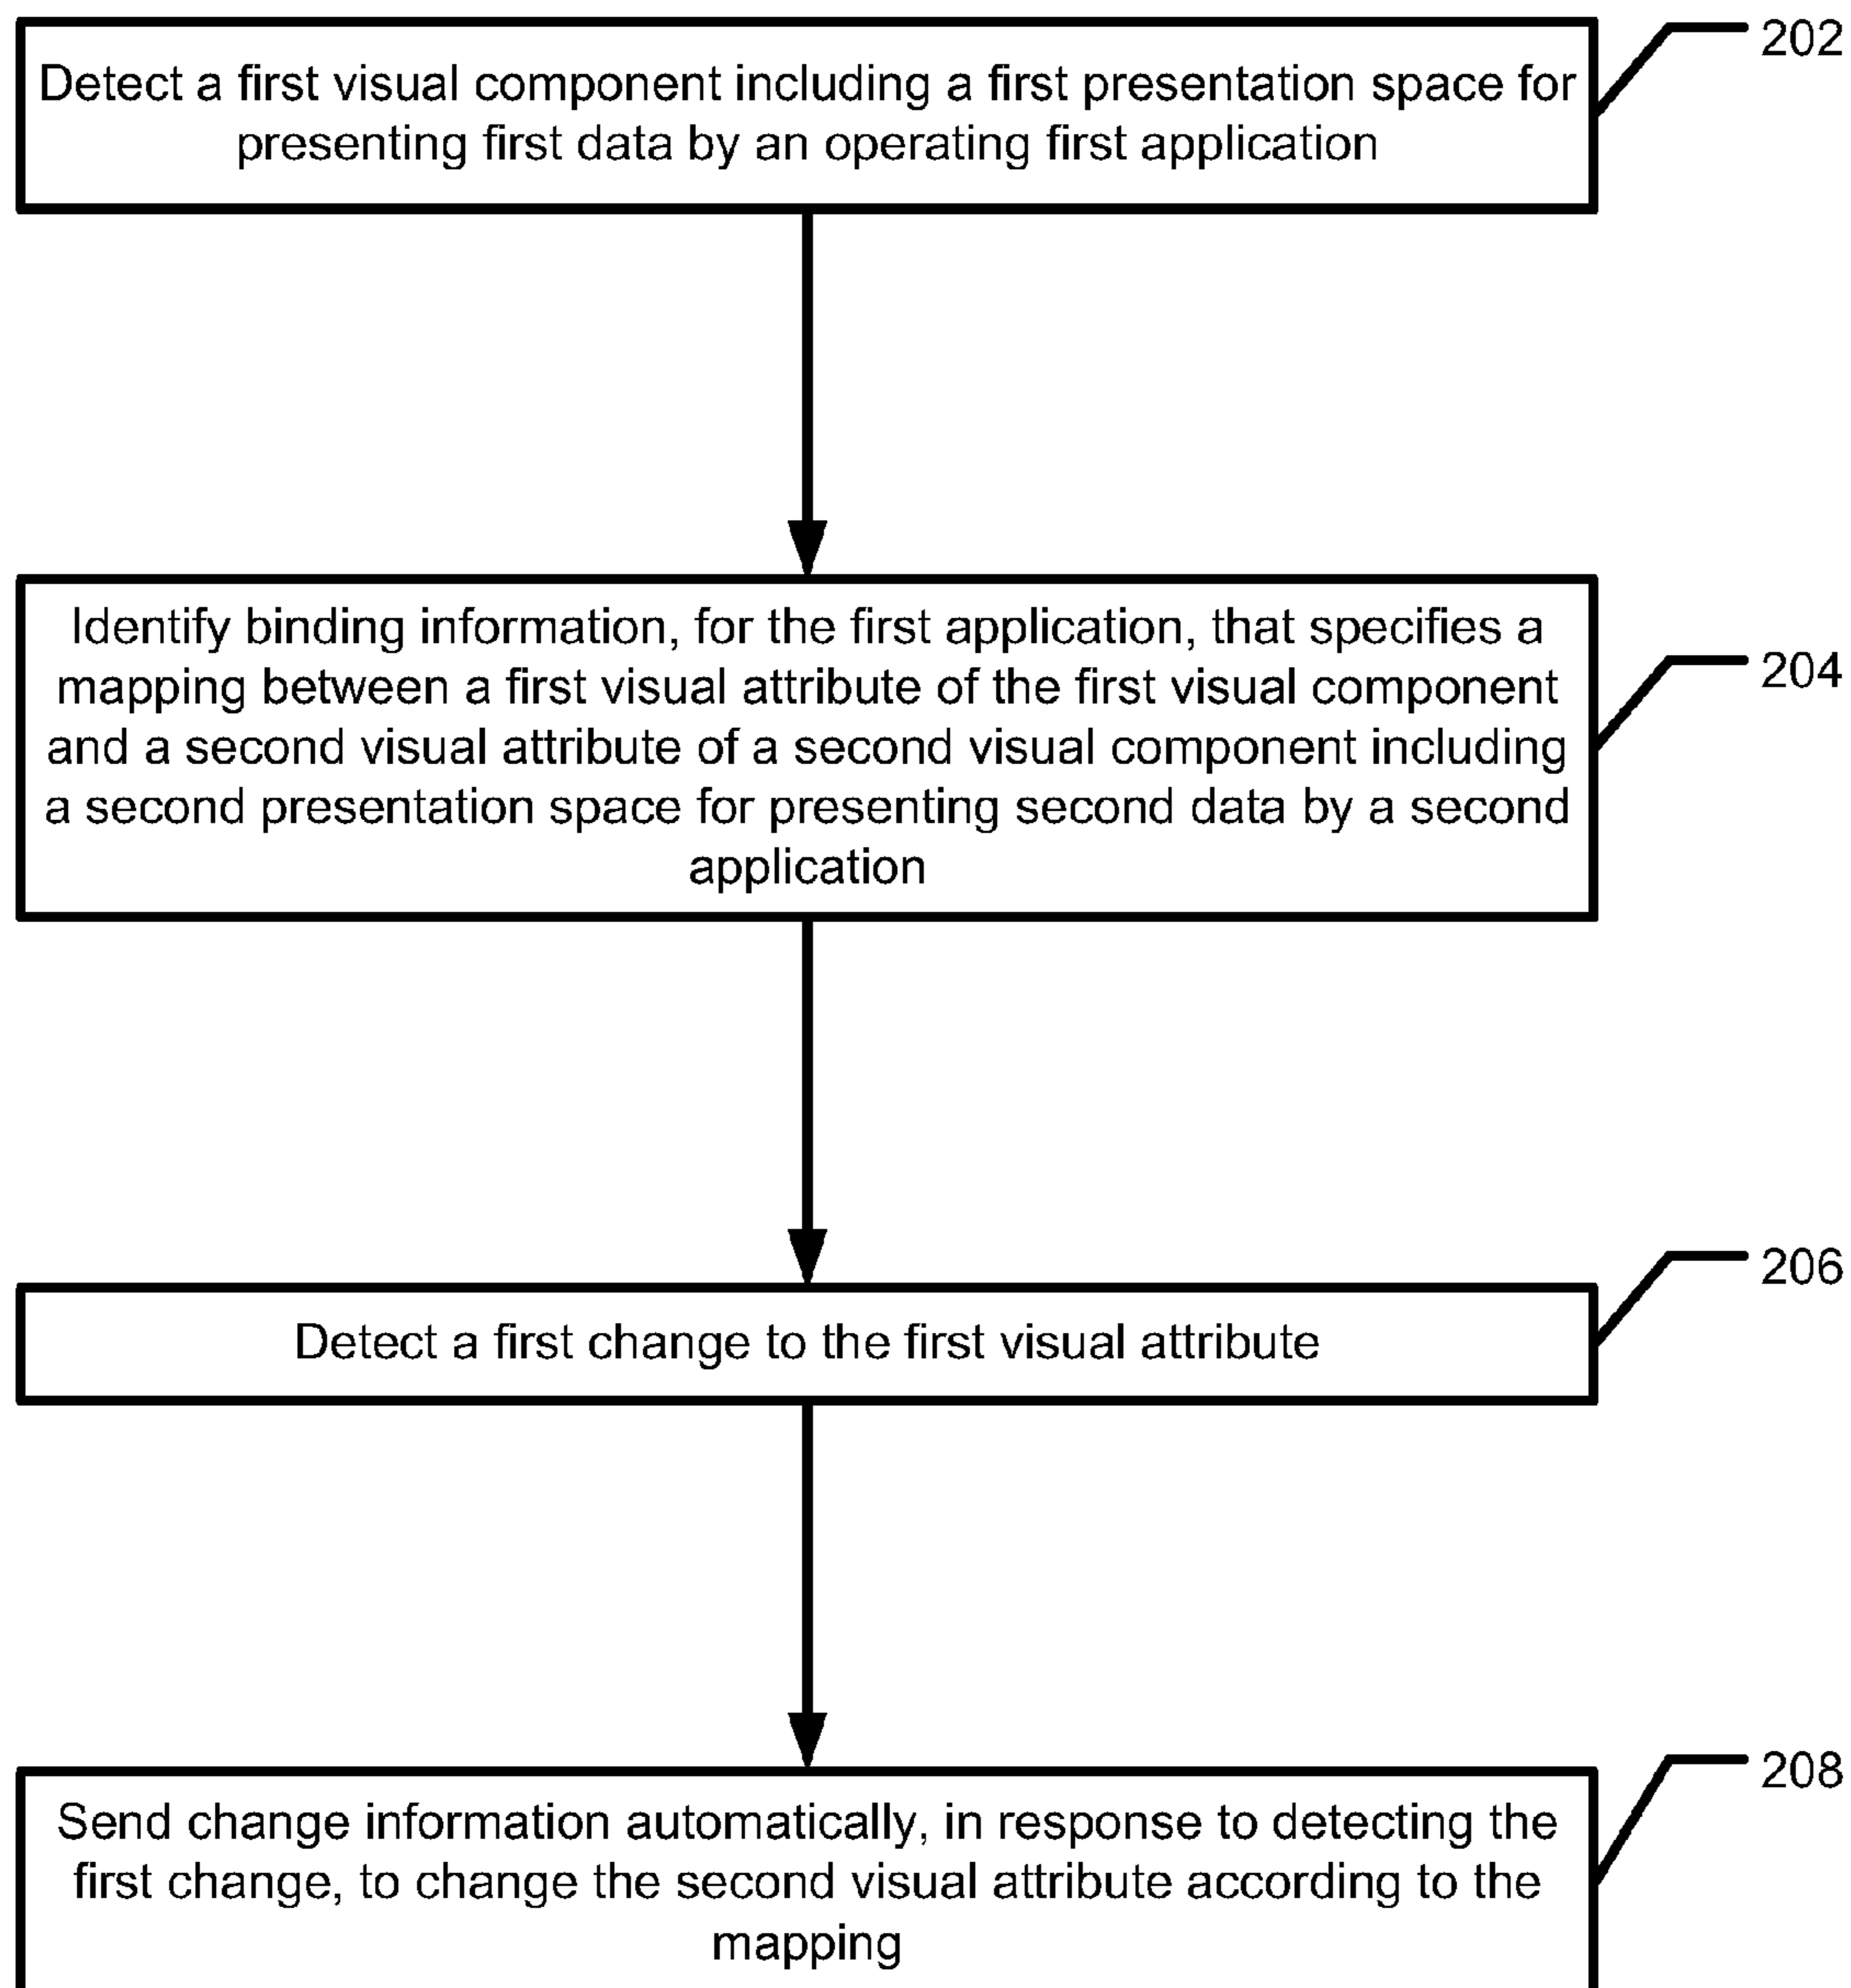 202
Detect a first visual component including a first presentation space for
presenting first data by an operating first application
Identify binding information, for the first application, that specifies a
204
mapping between a first visual attribute of the first visual component
and a second visual attribute of a second visual component including
a second presentation space for presenting second data by a second
application
206
Detect a first change to the first visual attribute
208
Send change information automatically, in response to detecting the
first change, to change the second visual attribute according to the
mapping